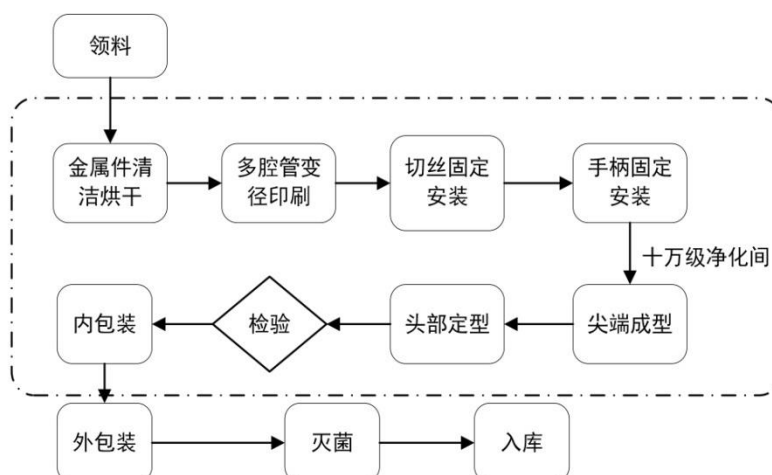 领料
金属件清
洁烘干
多腔管变
径印刷
切丝固定
安装
手柄固定
安装
十万级净化间
尖端成型
头部定型
检验
内包装
外包装
灭菌
入库